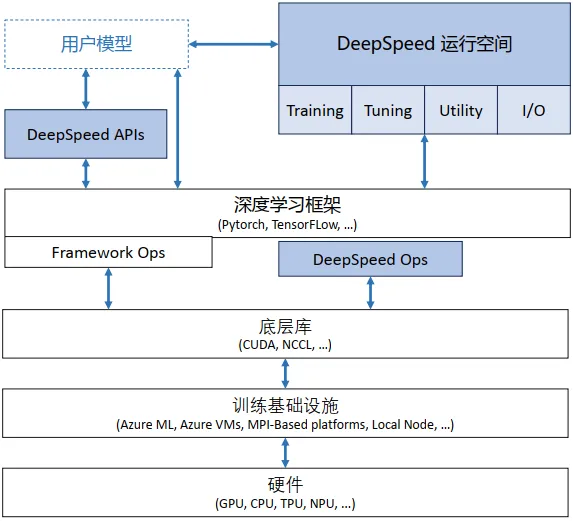 用户模型
DeepSpeed 运行空间
Training
Tuning
Utility
I/O
DeepSpeed APIs
深度学习框架
(Pytorch, TensorFLow, ...)
Framework Ops
DeepSpeed Ops
底层库
(CUDA, NCCL, ...)
训练基础设施
(Azure ML, Azure VMs, MPI-Based platforms, Local Node, ...)
硬件
(GPU, CPU, TPU, NPU, ...)